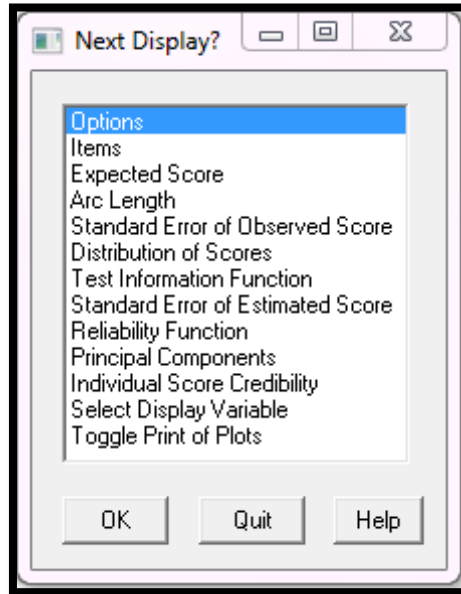 Next Display?
Options
Items
Expected Score
Arc Length
Standard Error of Observed Score
Distribution of Scores
Test Information Function
Standard Error of Estimated Score
Reliability Function
Principal Components
Individual Score Credibility
Select Display Variable
Toggle Print of Plots
OK Quit Help